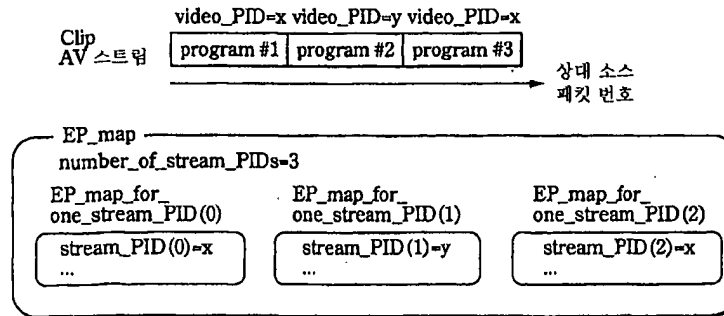 video_PID=x video_PID=y video_PID=x
Clip
AV 스트림
program #1 program #2 program #3
상대 소스
패킷 번호
EP_map
number_of_stream_PIDs=3
EP_map_for_
one_stream_PID(0)
EP_map_for_
one_stream_PID(1)
EP_map_for_
one_stream_PID(2)
stream_PID(0)=x
...
stream_PID(1)=y
...
stream_PID(2)=x
...